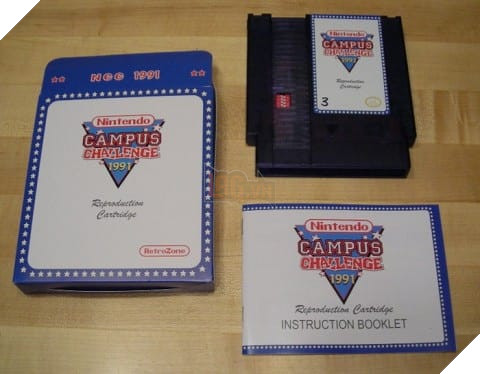 NCC 1991
Nintendo
CAMPUS
CHALLENGE
1991
Reproduction
Cartridge
RetroZone
Nintendo
CAMPUS
CHALLENGE
1991
Reproduction
Cartridge
3
Nintendo
CAMPUS
CHALLENGE
1991
Reproduction Cartridge
INSTRUCTION BOOKLET